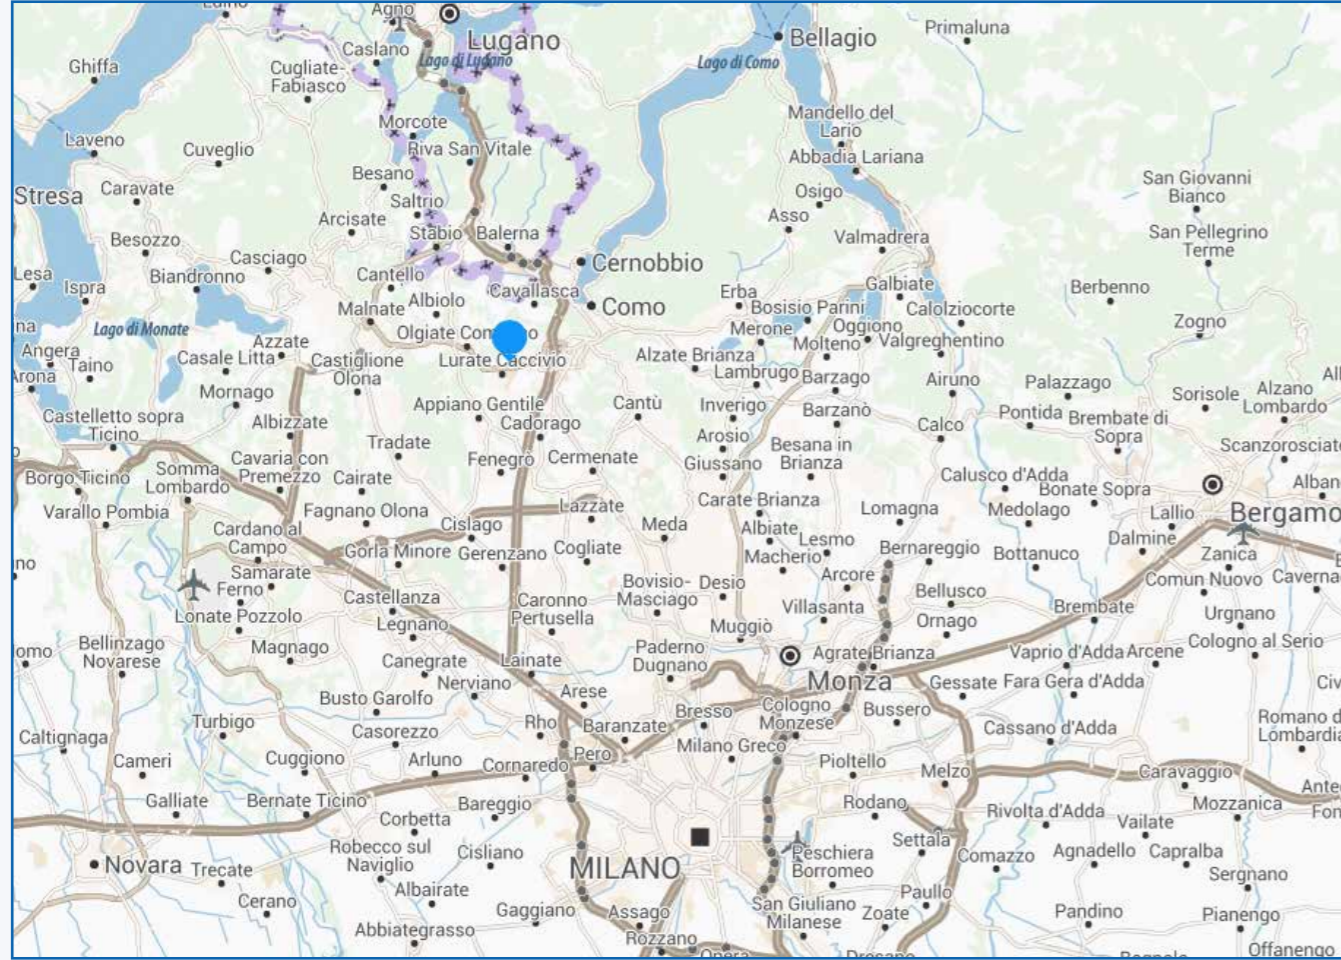 Agno
Lugano
Bellagio
Primaluna
Caslano
Lago di Lugano
Lago di Como
Ghiffa
Cugliate-
Fabiasco
Mandello del
Lario
Morcote
Laveno
Cuveglio
Riva San Vitale
Abbadia Lariana
Besano
San Giovanni
Bianco
Stresa
Caravate
Saltrio
Osigo
Arcisate
Asso
Besozzo
Stabio
Balerna
Valmadrera
San Pellegrino
Terme
Casciago
Cernobbio
Lesa
Ispra
Biandronno
Cantello
Cavallasca
Erba
Galbiate
Berbenno
Malnate
Albiolo
Como
Bosisio Parini
Calolziocorte
Lago di Monate
Olgiate Com
o
Merone
Oggiono
Zogno
Angera
Azzate
Molteno
Valgreghentino
Taino
Casale Litta
Castiglione
Olona
Lurate Caccivio
Alzate Brianza
Lambrugo
Barzago
Airuno
Palazzago
Sorisole
Alzano
Lombardo
Mornago
Appiano Gentile
Cantù
Inverigo
Barzanò
Pontida
Brembate di
Sopra
Castelletto sopra
Ticino
Albizzate
Cadorago
Calco
Tradate
Arosio
Besana in
Brianza
Scanzorosciat
Borgo Ticino
Somma
Lombardo
Cavaria con
Premezzo
Cairate
Fenegrò
Cermenate
Giussano
Calusco d'Adda
Bonate Sopra
Alban
Varallo Pombia
Fagnano Olona
Cislago
Lazzate
Carate Brianza
Lomagna
Medolago
Lallio
Bergamo
Cardano al
Campo
Meda
Albiate
Lesmo
Dalmine
Gorla Minore
Gerenzano
Cogliate
Macherio
Bernareggio
Bottanuco
Zanica
Samarate
Ferno
Bovisio-
Masciago
Desio
Arcore
Comun Nuovo
Caverna
Castellanza
Caronno
Pertusella
Villasanta
Bellusco
Brembate
Urgnano
Lonate Pozzolo
Legnano
Muggiò
Ornago
Bellinzago
Novarese
Magnago
Canegrate
Lainate
Paderno
Dugnano
Agrate Brianza
Vaprio d'Adda
Arcene
Cologno al Serio
Nerviano
Monza
Gessate
Fara Gera d'Adda
Busto Garolfo
Arese
Cologno
Monzese
Bussero
Turbigo
Rho
Baranzate
Bresso
Cassano d'Adda
Romano d
Lombardia
Caltignaga
Casorezzo
Milano Greco
Cameri
Cuggiono
Arluno
Cornaredo
Pero
Pioltello
Melzo
Caravaggio
Galliate
Bernate Ticino
Bareggio
Rodano
Rivolta d'Adda
Mozzanica
Corbetta
Vailate
Novara
Trecate
Robecco sul
Naviglio
Cisliano
MILANO
Peschiera
Borromeo
Settala
Comazzo
Agnadello
Capralba
Sergnano
Cerano
Albairate
Gaggiano
Assago
San Giuliano
Milanese
Paullo
Zoate
Pandino
Pianengo
Abbiategrasso
Rozzano
Offanengo